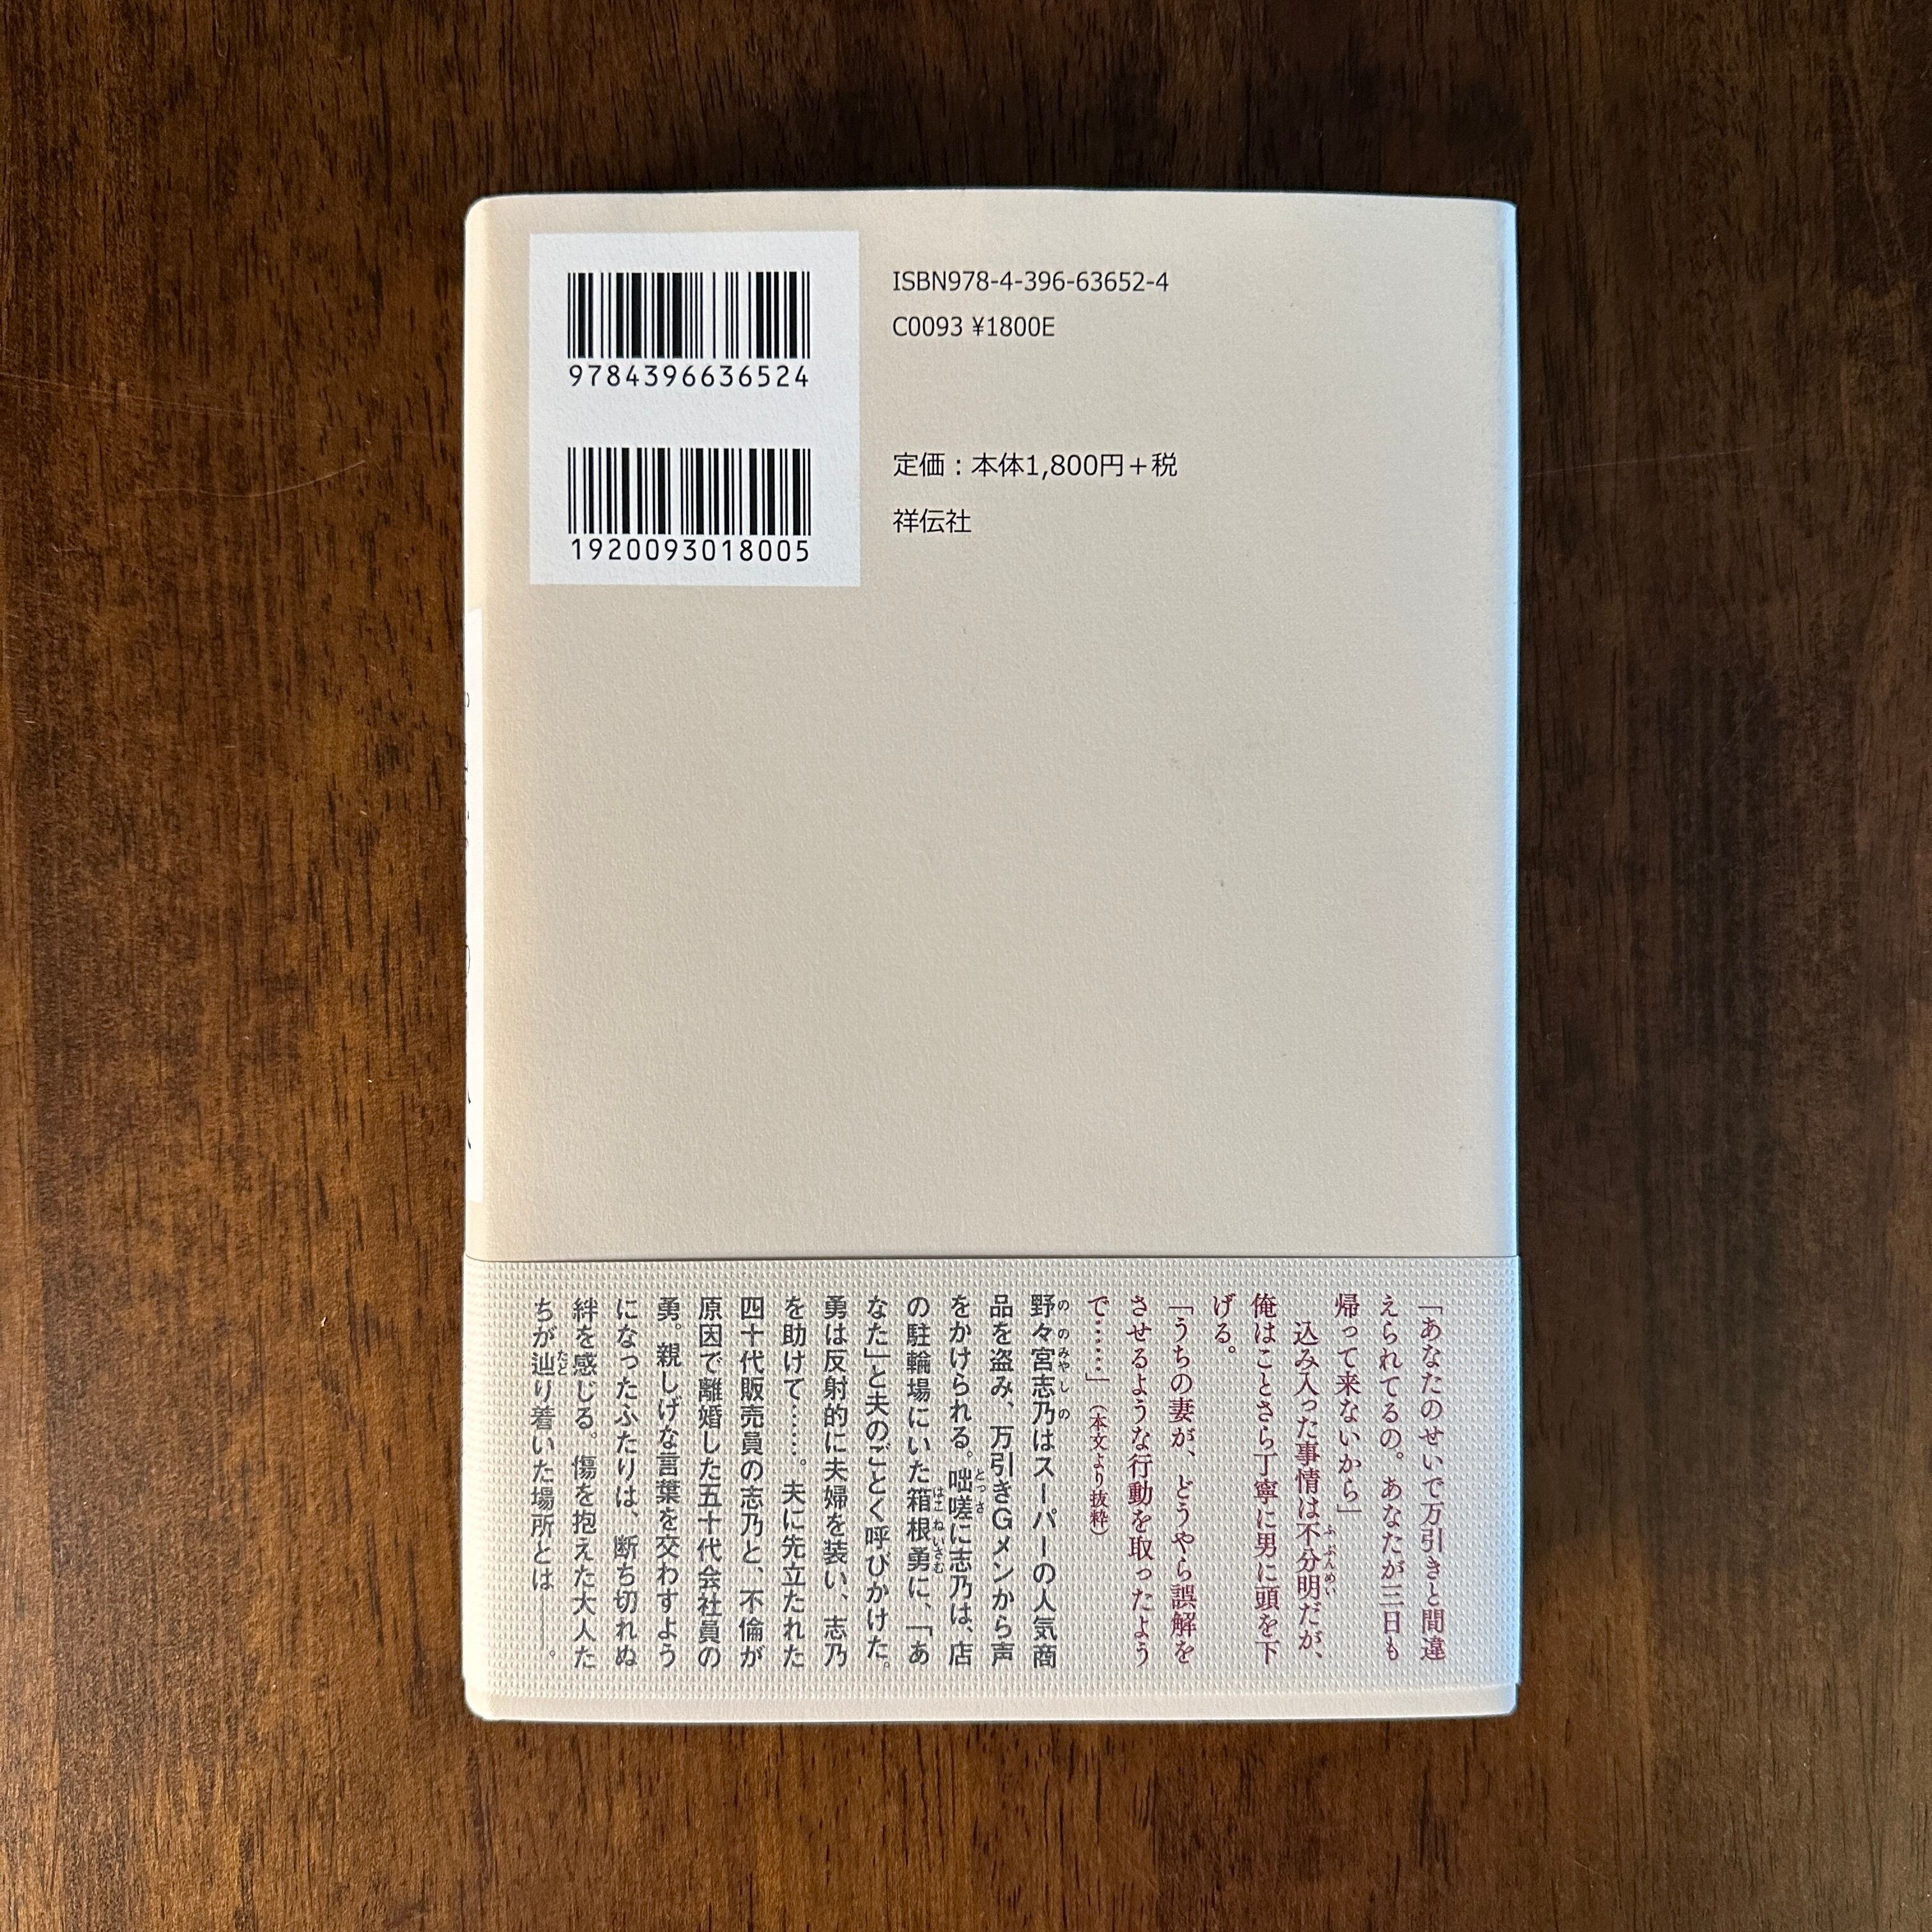 9784396636524
1920093018005
ISBN978-4-396-63652-4
C0093 ¥1800E
定価：本体1,800円＋税
祥伝社
「あなたのせいで万引きと間違
えられてるの。あなたが三日も
帰って来ないから」
込み入った事情は不分明だが、
俺はことさら丁寧に男に頭を下
げる。
「うちの妻が、どうやら誤解を
させるような行動を取ったよう
で……」（本文より抜粋）
野々宮志乃はスーパーの人気商
品を盗み、万引きGメンから声
をかけられる。咄嗟に志乃は、店
の駐輪場にいた箱根勇に、「あ
なた」と夫のごとく呼びかけた。
勇は反射的に夫婦を装い、志乃
を助けて……。夫に先立たれた
四十代販売員の志乃と、不倫が
原因で離婚した五十代会社員の
勇。親しげな言葉を交わすよう
になったふたりは、断ち切れぬ
絆を感じる。傷を抱えた大人た
ちが辿り着いた場所とは――。